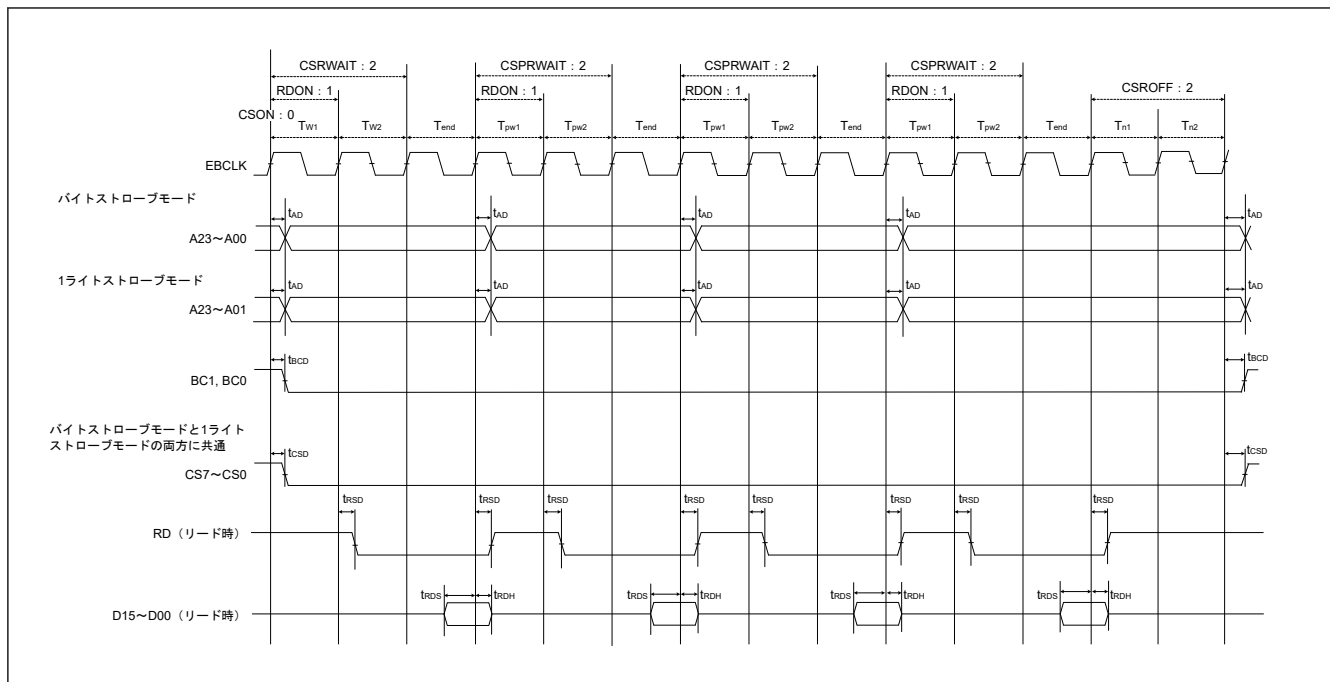 CSRWAIT：2 CSPRWAIT：2 CSPRWAIT：2 CSPRWAIT：2
RDON：1 RDON：1 RDON：1 RDON：1 CSROFF：2
CSON：0
TW1 TW2 Tend Tpw1 Tpw2 Tend Tpw1 Tpw2 Tend Tpw1 Tpw2 Tend Tn1 Tn2
EBCLK
バイトストローブモード
tAD tAD tAD tAD tAD
A23～A00
1ライトストローブモード
tAD tAD tAD tAD tAD
A23～A01
tBCD tBCD
BC1, BC0
バイトストローブモードと1ライト
ストローブモードの両方に共通
tCSD tCSD
CS7～CS0
tRSD tRSD tRSD tRSD tRSD tRSD tRSD tRSD
RD（リード時）
tRDS tRDH tRDS tRDH tRDS tRDH tRDS tRDH
D15～D00（リード時）